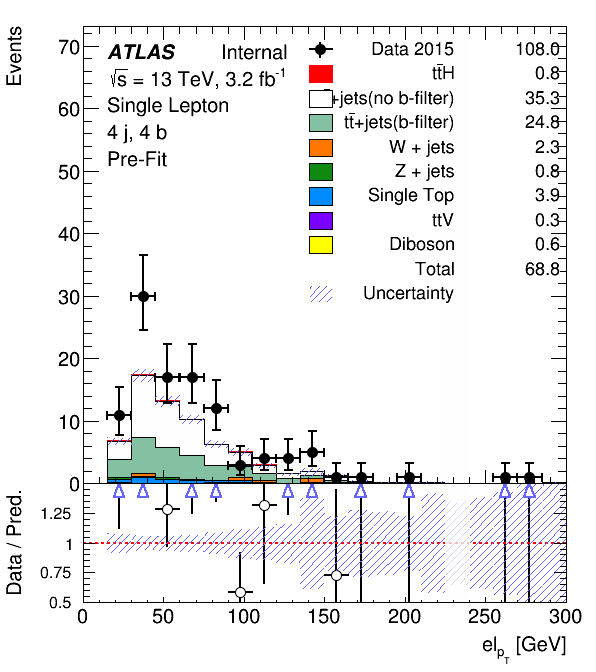 Events
70
60
50
40
30
20
10
0
ATLAS Internal
√s = 13 TeV, 3.2 fb⁻¹
Single Lepton
4 j, 4 b
Pre-Fit
Data 2015 108.0
tt̄H 0.8
+jets(no b-filter) 35.3
tt̄+jets(b-filter) 24.8
W + jets 2.3
Z + jets 0.8
Single Top 3.9
ttV 0.3
Diboson 0.6
Total 68.8
Uncertainty
Data / Pred.
1.25
1
0.75
0.5
0 50 100 150 200 250 300
el_pT [GeV]